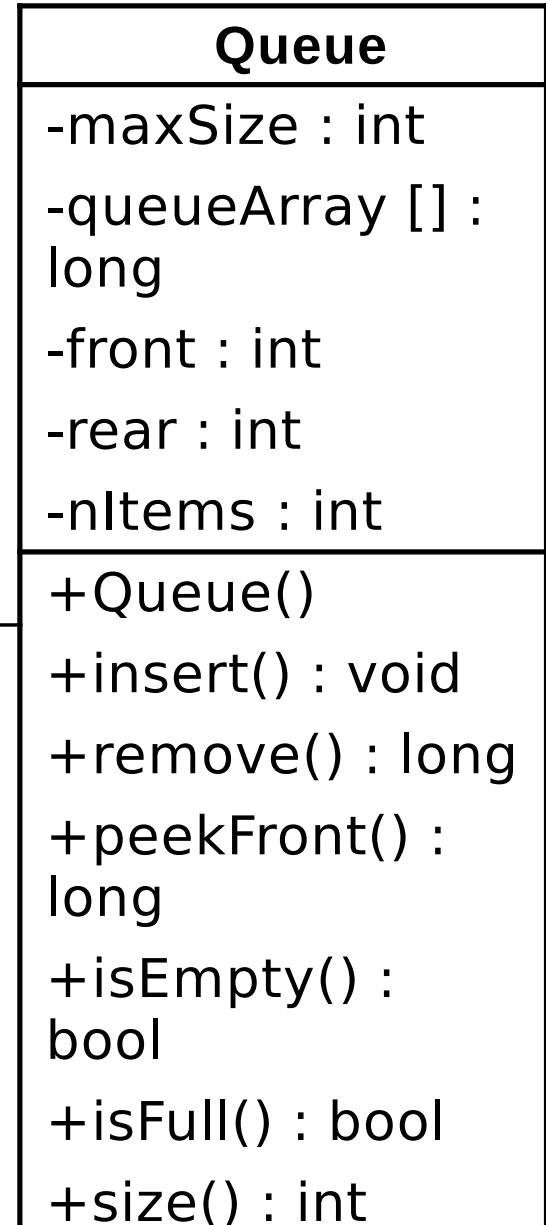 Queue
-maxSize : int
-queueArray [] :
long
-front : int
-rear : int
-nItems : int
+Queue()
+insert() : void
+remove() : long
+peekFront() :
long
+isEmpty() :
bool
+isFull() : bool
+size() : int